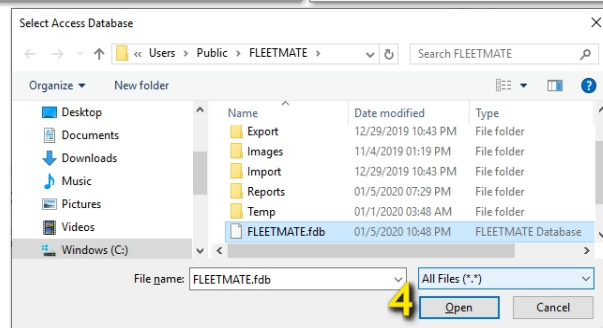 Select Access Database
« Users > Public > FLEETMATE >
Search FLEETMATE
Organize
New folder
Name Date modified Type
Desktop
Documents
Downloads
Music
Pictures
Videos
Windows (C:)
Export 12/29/2019 10:43 PM File folder
Images 11/4/2019 01:19 PM File folder
Import 12/29/2019 10:43 PM File folder
Reports 01/5/2020 07:29 PM File folder
Temp 01/1/2020 03:48 AM File folder
FLEETMATE.fdb 01/5/2020 10:48 PM FLEETMATE Database
File name: FLEETMATE.fdb
All Files (*.*)
4
Open
Cancel